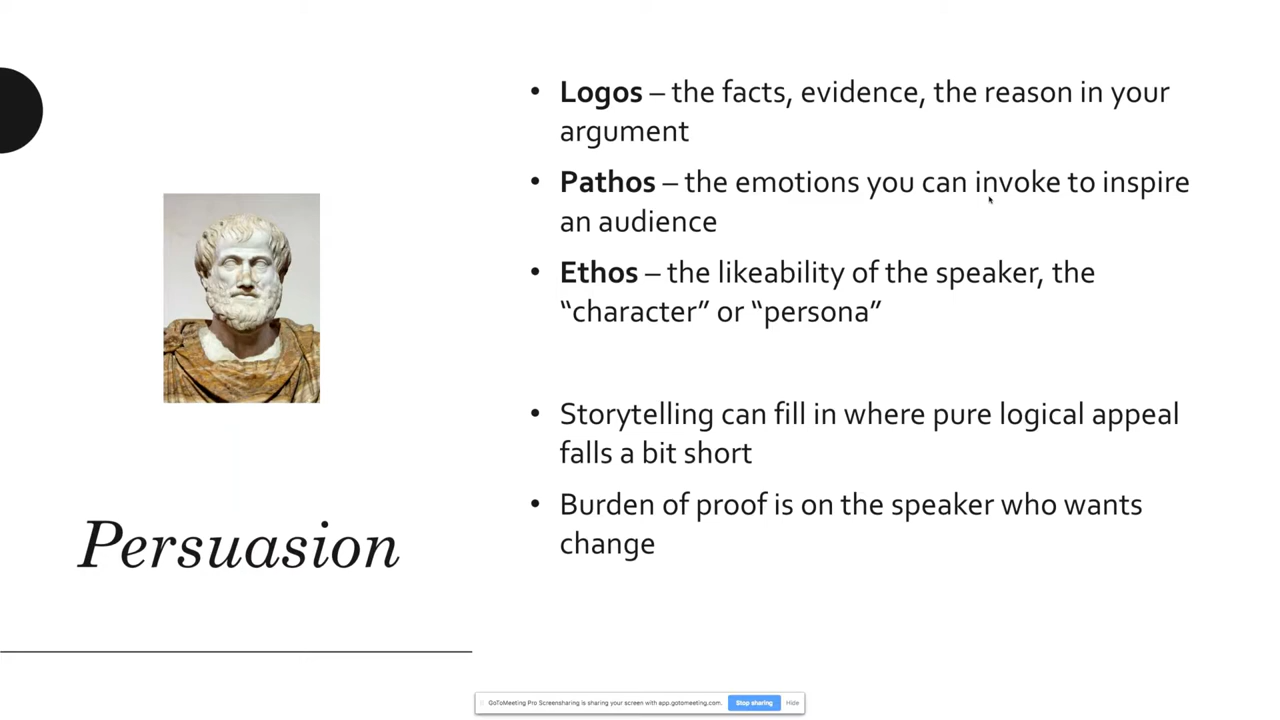 • Logos – the facts, evidence, the reason in your
argument
• Pathos – the emotions you can invoke to inspire
an audience
• Ethos – the likeability of the speaker, the
“character” or “persona”
• Storytelling can fill in where pure logical appeal
falls a bit short
• Burden of proof is on the speaker who wants
change
Persuasion
GoToMeeting Pro Screensharing is sharing your screen with app.gotomeeting.com. Stop sharing Hide